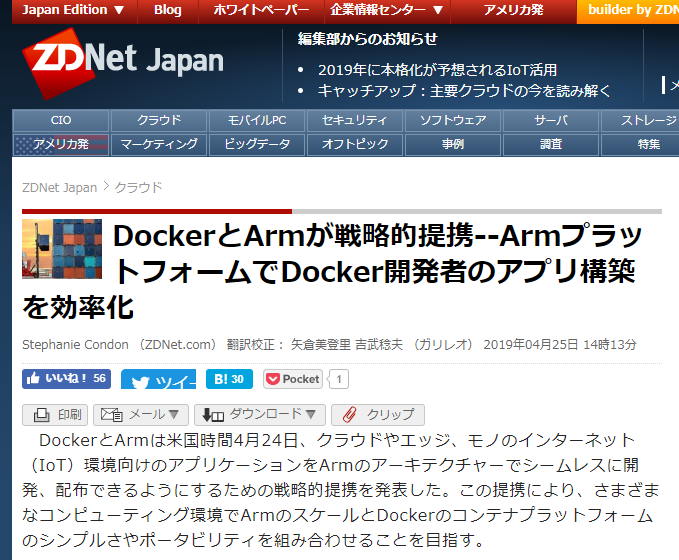 Japan Edition ▼ Blog ホワイトペーパー 企業情報センター ▼ アメリカ発 builder by ZDN
ZDNet Japan
編集部からのお知らせ
• 2019年に本格化が予想されるIoT活用
• キャッチアップ：主要クラウドの今を読み解く
CIO クラウド モバイルPC セキュリティ ソフトウェア サーバ ストレージ
アメリカ発 マーケティング ビッグデータ オフトピック 事例 調査 特集
ZDNet Japan > クラウド
DockerとArmが戦略的提携--Armプラッ
トフォームでDocker開発者のアプリ構築
を効率化
Stephanie Condon （ZDNet.com） 翻訳校正： 矢倉美登里 吉武稔夫 （ガリレオ） 2019年04月25日 14時13分
いいね！ 56 ツイー B! 30 Pocket 1
印刷 メール▼ ダウンロード▼ クリップ
DockerとArmは米国時間4月24日、クラウドやエッジ、モノのインターネット
（IoT）環境向けのアプリケーションをArmのアーキテクチャーでシームレスに開
発、配布できるようにするための戦略的提携を発表した。この提携により、さまざま
なコンピューティング環境でArmのスケールとDockerのコンテナプラットフォーム
のシンプルさやポータビリティを組み合わせることを目指す。